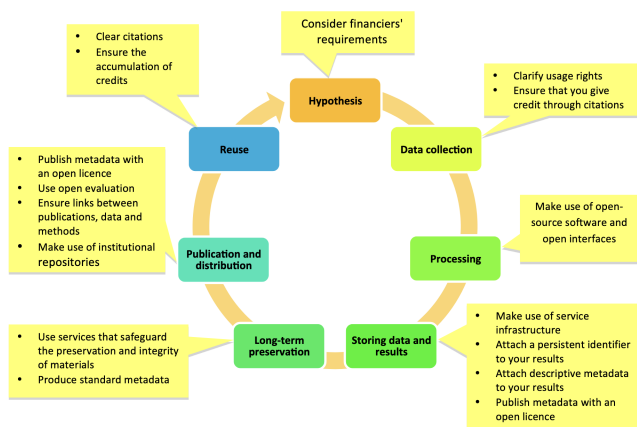 Consider financiers'
requirements
• Clear citations
• Ensure the
accumulation of
credits
Hypothesis
• Clarify usage rights
• Ensure that you give
credit through citations
Reuse
Data collection
• Publish metadata with
an open licence
• Use open evaluation
• Ensure links between
publications, data and
methods
• Make use of institutional
repositories
Make use of open-
source software and
open interfaces
Publication and
distribution
Processing
• Use services that safeguard
the preservation and integrity
of materials
• Produce standard metadata
Long-term
preservation
Storing data and
results
• Make use of service
infrastructure
• Attach a persistent identifier
to your results
• Attach descriptive metadata
to your results
• Publish metadata with an
open licence